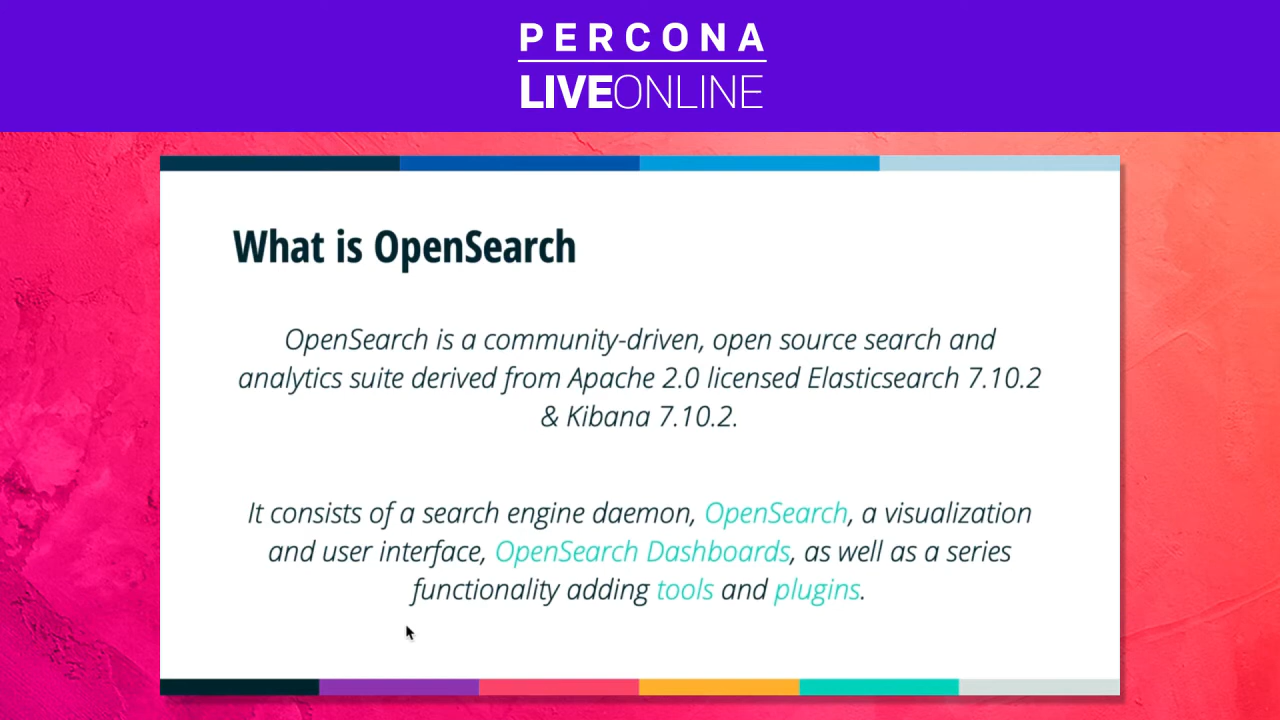 PERCONA
LIVEONLINE
What is OpenSearch
OpenSearch is a community-driven, open source search and
analytics suite derived from Apache 2.0 licensed Elasticsearch 7.10.2
& Kibana 7.10.2.
It consists of a search engine daemon, OpenSearch, a visualization
and user interface, OpenSearch Dashboards, as well as a series
functionality adding tools and plugins.